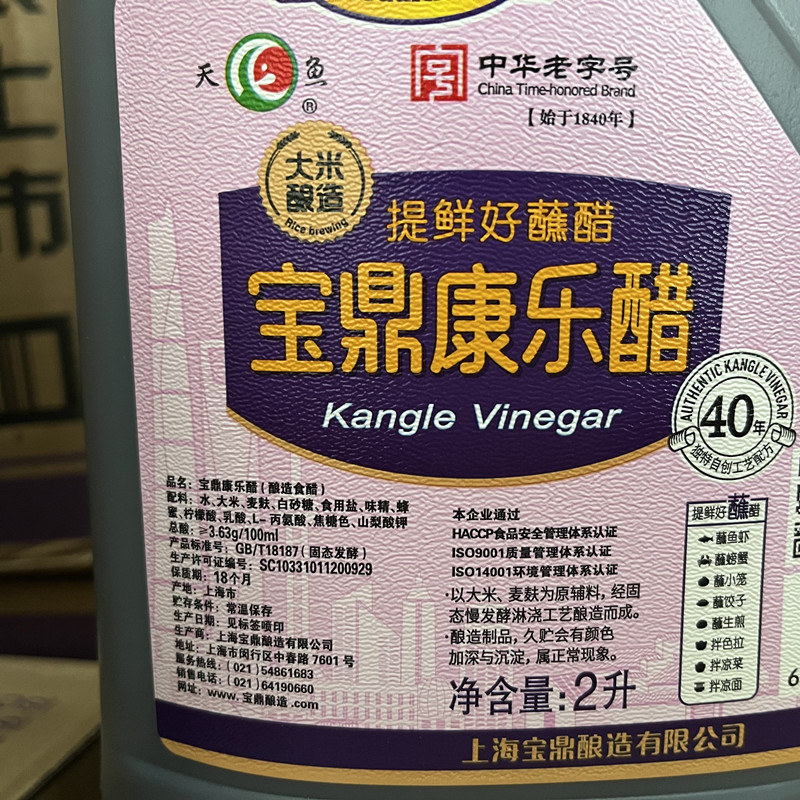 天 鱼
®
中华老字号
China Time-honored Brand
【始于1840年】
大米
酿造
Rice brewing
提鲜好蘸醋
宝鼎康乐醋
Kangle Vinegar
AUTHENTIC KANGLE VINEGAR
40年
独特自创工艺配方
品名：宝鼎康乐醋（酿造食醋）
配料：水、大米、麦麸、白砂糖、食用盐、味精、蜂
蜜、柠檬酸、乳酸、L-丙氨酸、焦糖色、山梨酸钾
总酸：≥3.63g/100ml
产品标准号：GB/T18187（固态发酵）
生产许可证编号：SC10331011200929
保质期：18个月
产地：上海市
贮存条件：常温保存
生产日期：见标签喷印
生产商：上海宝鼎酿造有限公司
地址：上海市闵行区中春路7601号
服务热线：（021）54861683
销售电话：（021）64190660
网址：www.宝鼎酿造.com
本企业通过
HACCP食品安全管理体系认证
ISO9001质量管理体系认证
ISO14001环境管理体系认证
·以大米、麦麸为原辅料，经固
态慢发酵淋浇工艺酿造而成。
·酿造制品，久贮会有颜色
加深与沉淀，属正常现象。
净含量：2升
提鲜好蘸醋
蘸鱼虾
蘸螃蟹
蘸小笼
蘸饺子
蘸生煎
拌色拉
拌凉菜
拌凉面
上海宝鼎酿造有限公司
上
市
6